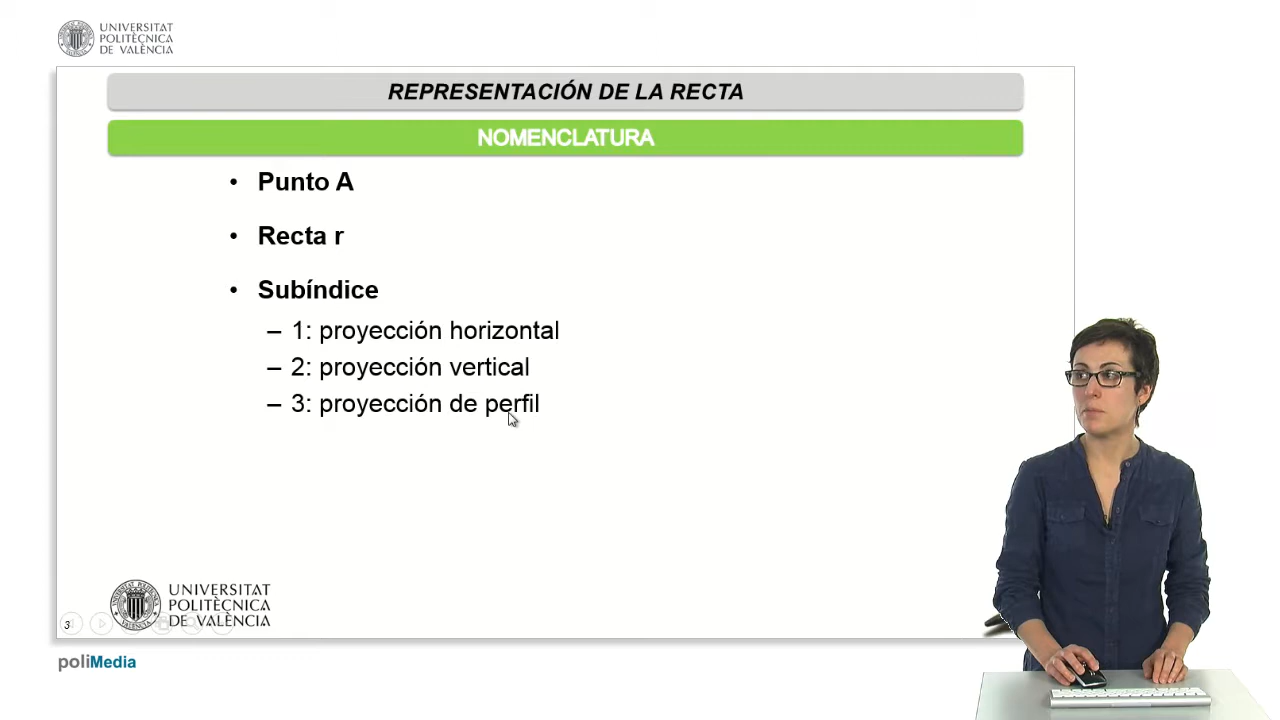 UNIVERSITAT
POLITÈCNICA
DE VALÈNCIA
REPRESENTACIÓN DE LA RECTA
NOMENCLATURA
• Punto A
• Recta r
• Subíndice
– 1: proyección horizontal
– 2: proyección vertical
– 3: proyección de perfil
UNIVERSITAT
POLITÈCNICA
DE VALÈNCIA
3
poliMedia